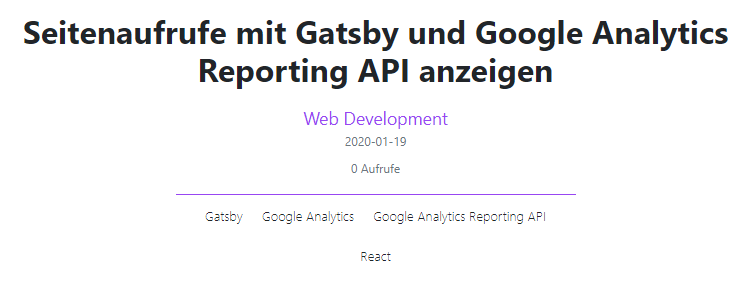 Seitenaufrufe mit Gatsby und Google Analytics
Reporting API anzeigen
Web Development
2020-01-19
0 Aufrufe
Gatsby Google Analytics Google Analytics Reporting API
React